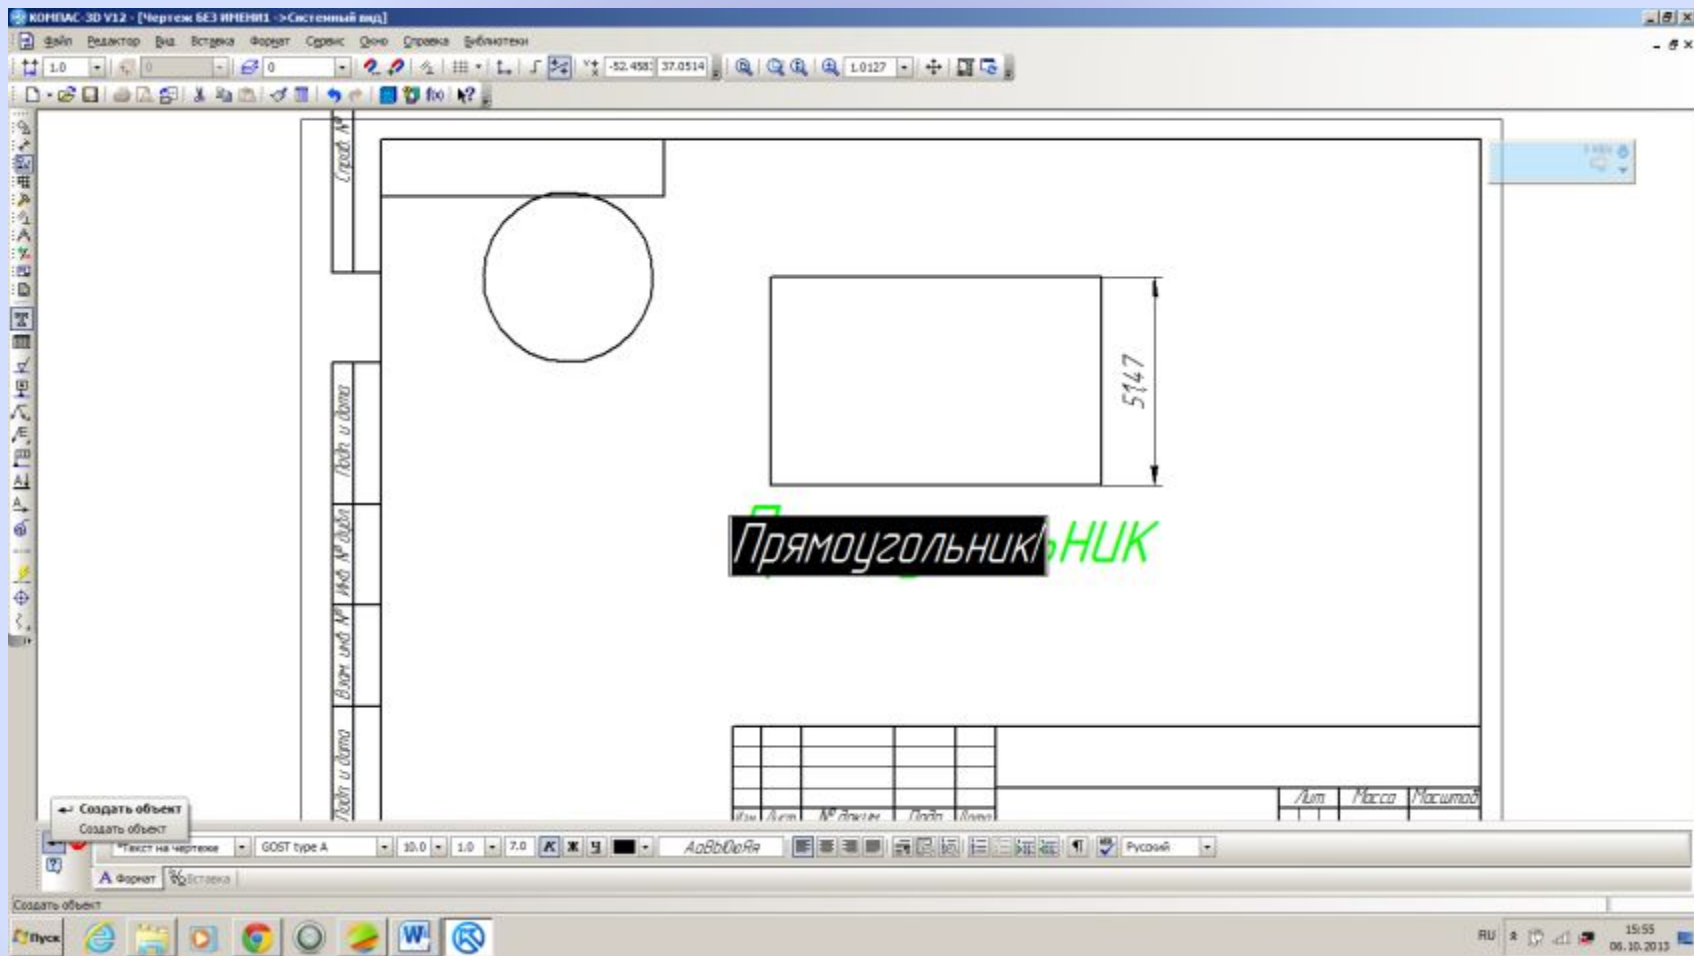 КОМПАС-3D V12 - [Чертеж БЕЗ ИМЕНИ1 ->Системный вид]
Файл Редактор Вид Вставка Формат Сервис Окно Справка Библиотеки
1.0 0 0 -52.458 37.0514 1.0127
f(x)
Справ. №
5147
Подп. и дата
Прямоугольник
ьник
Инв. № дубл.
Взам. инв. №
Подп. и дата
Лит. Масса Масштаб
Изм. Лист № докум. Подп. Дата
Создать объект
Создать объект
*Текст на чертеже GOST type A 10.0 1.0 7.0 К Ж Ч АаВbБбЯя Русский
А Формат Вставка
Создать объект
Пуск RU 15:55
06.10.2013